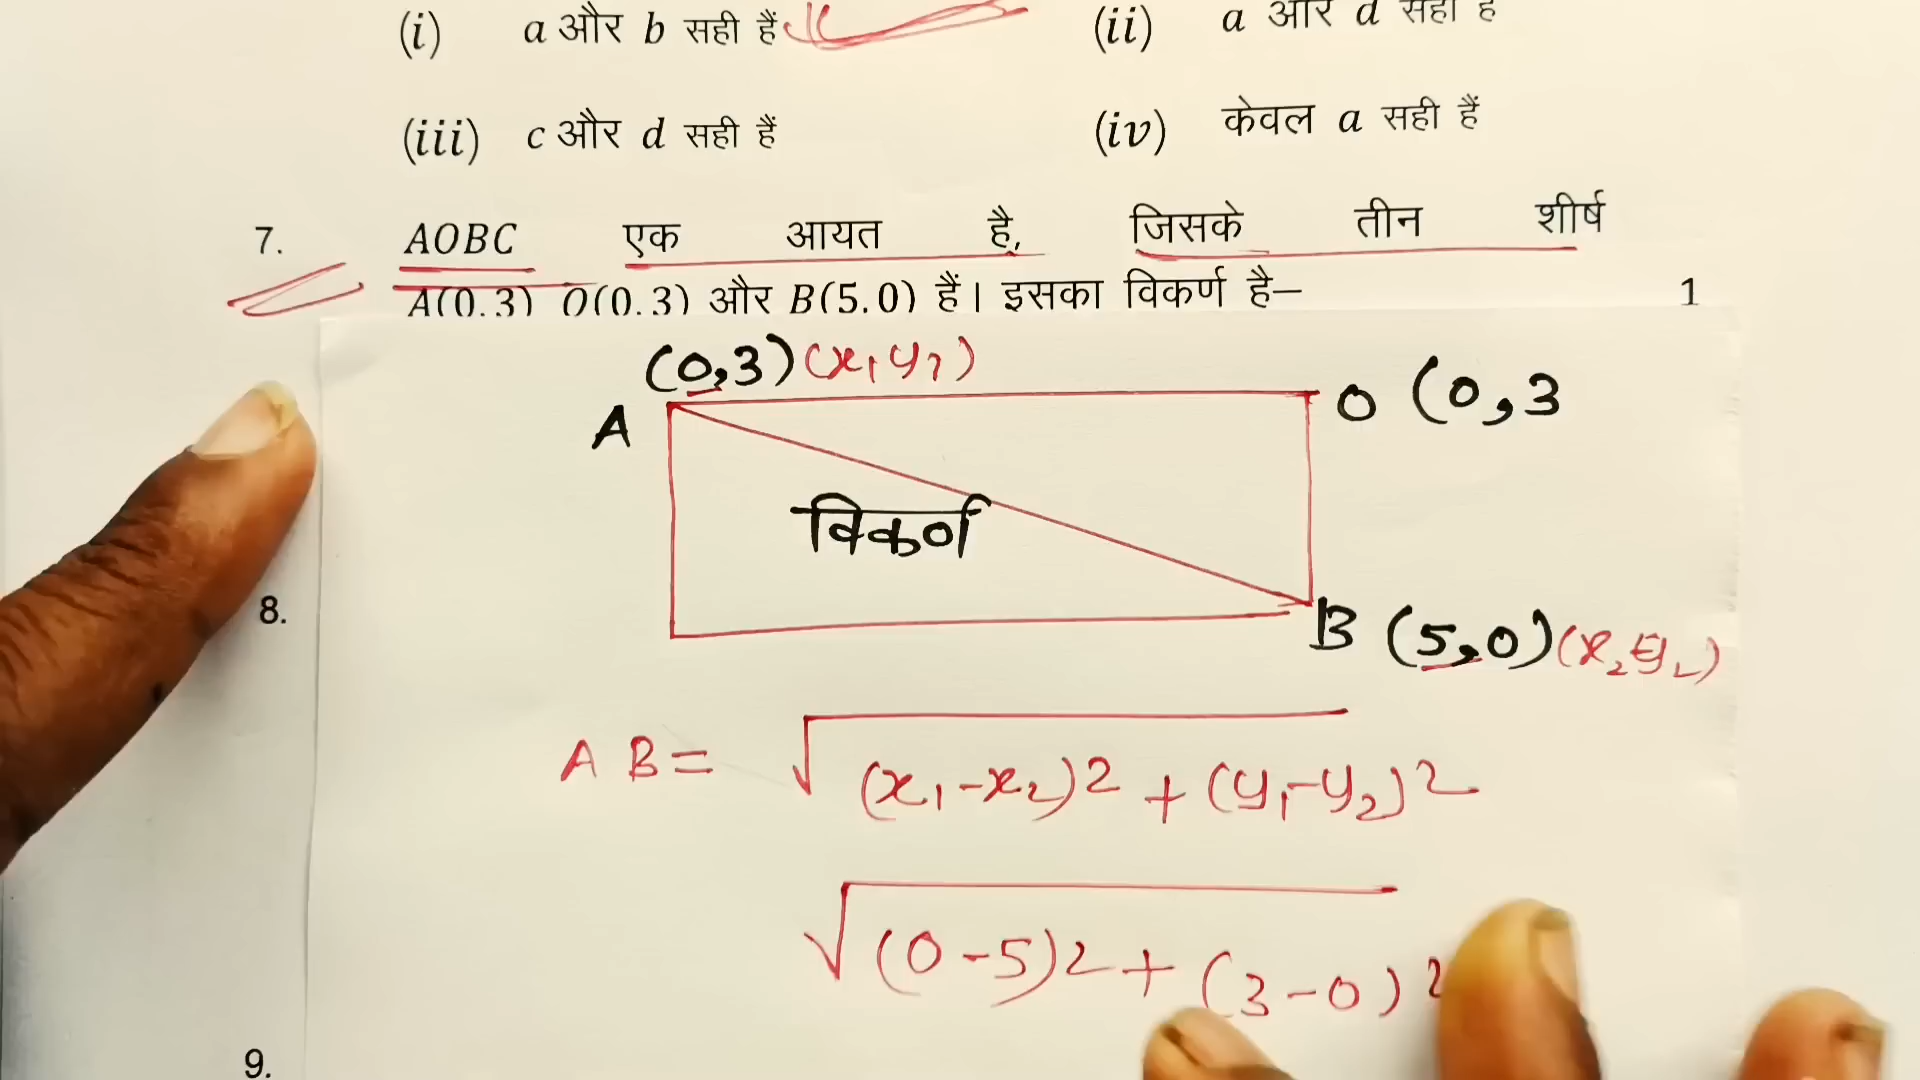 (i) a और b सही हैं (ii) a और d सही हैं
(iii) c और d सही हैं (iv) केवल a सही हैं
7. AOBC एक आयत है, जिसके तीन शीर्ष
A(0.3) O(0.3) और B(5.0) हैं। इसका विकर्ण है– 1
(0,3) (x1 y1)
A O (0,3
विकर्ण
8. B (5,0) (x2 y2)
AB = √(x1-x2)2 + (y1-y2)2
√(0-5)2 + (3-0)2
9.